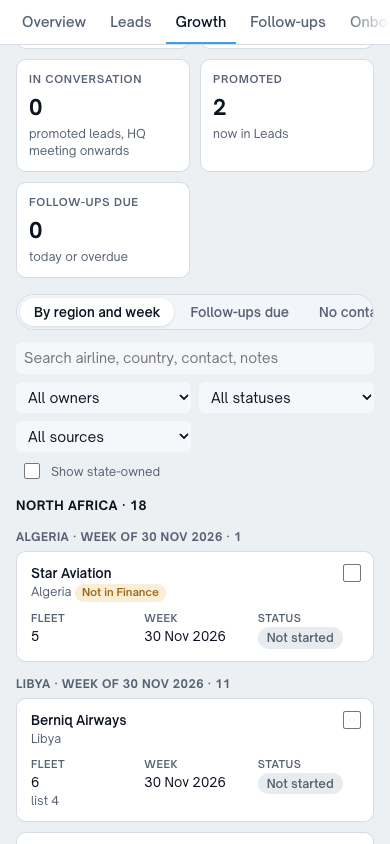 Overview Leads Growth Follow-ups Onbo
IN CONVERSATION
0
promoted leads, HQ
meeting onwards
PROMOTED
2
now in Leads
FOLLOW-UPS DUE
0
today or overdue
By region and week Follow-ups due No conta
Search airline, country, contact, notes
All owners All statuses
All sources
Show state-owned
NORTH AFRICA · 18
ALGERIA · WEEK OF 30 NOV 2026 · 1
Star Aviation
Algeria Not in Finance
FLEET WEEK STATUS
5 30 Nov 2026 Not started
LIBYA · WEEK OF 30 NOV 2026 · 11
Berniq Airways
Libya
FLEET WEEK STATUS
6 30 Nov 2026 Not started
list 4